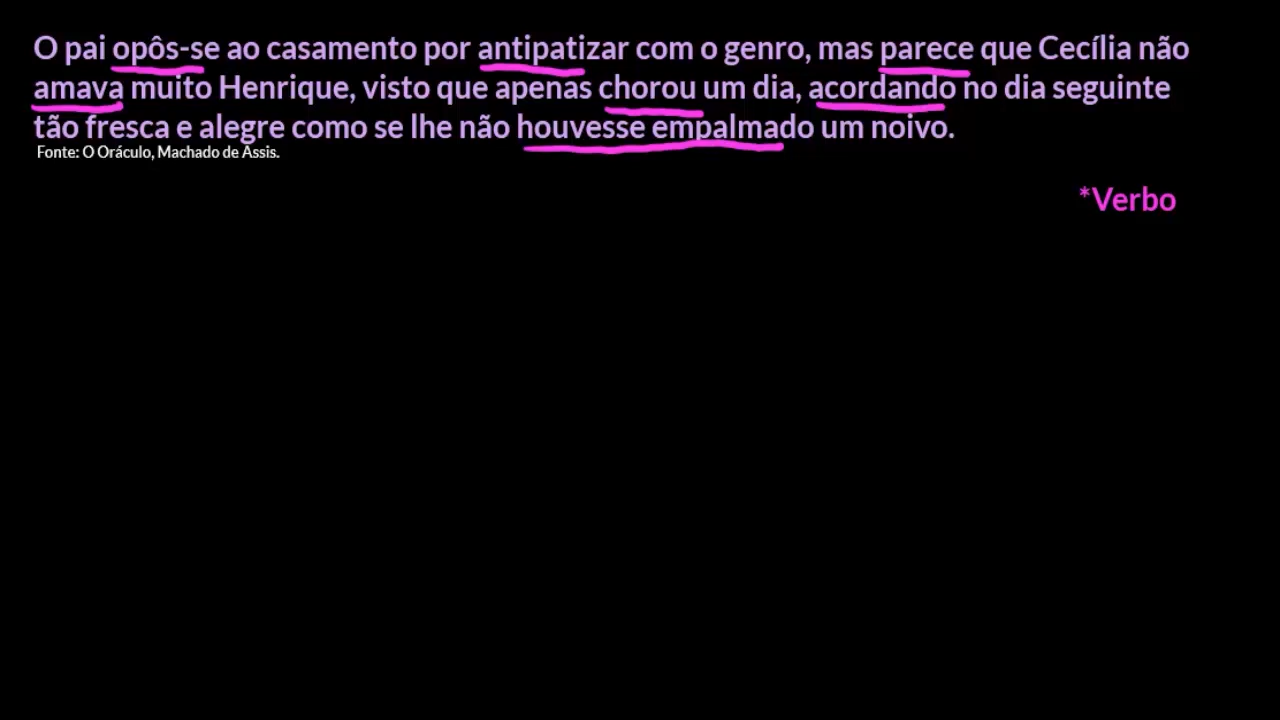 O pai opôs-se ao casamento por antipatizar com o genro, mas parece que Cecília não
amava muito Henrique, visto que apenas chorou um dia, acordando no dia seguinte
tão fresca e alegre como se lhe não houvesse empalmado um noivo.
Fonte: O Oráculo, Machado de Assis.
*Verbo